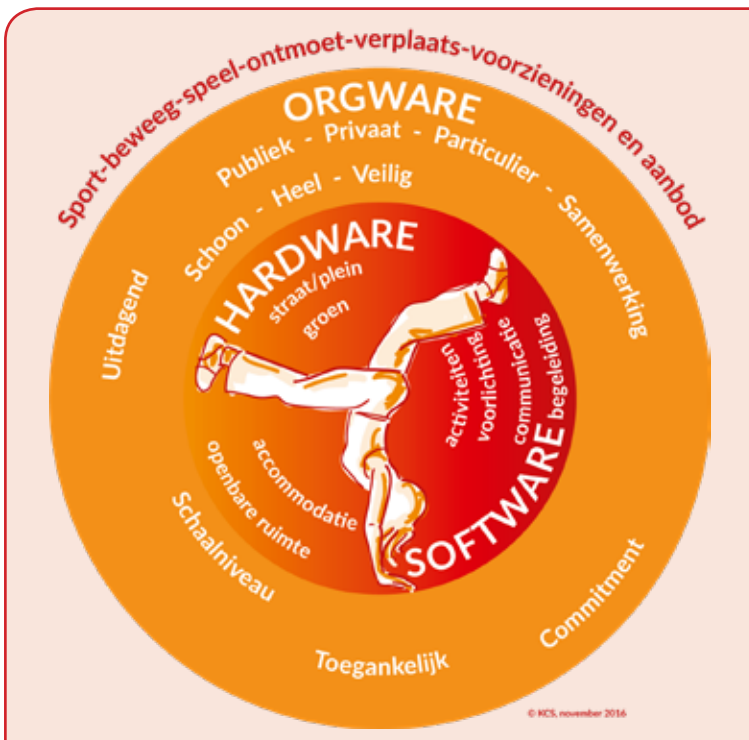 Sport-beweeg-speel-ontmoet-verplaats-voorzieningen en aanbod
ORGWARE
Publiek - Privaat - Particulier - Samenwerking
Schoon - Heel - Veilig
Uitdagend
HARDWARE
straat/plein
groen
activiteiten
voorlichting
communicatie
begeleiding
SOFTWARE
accommodatie
openbare ruimte
Schaalniveau
Toegankelijk
Commitment
© KCS, november 2016